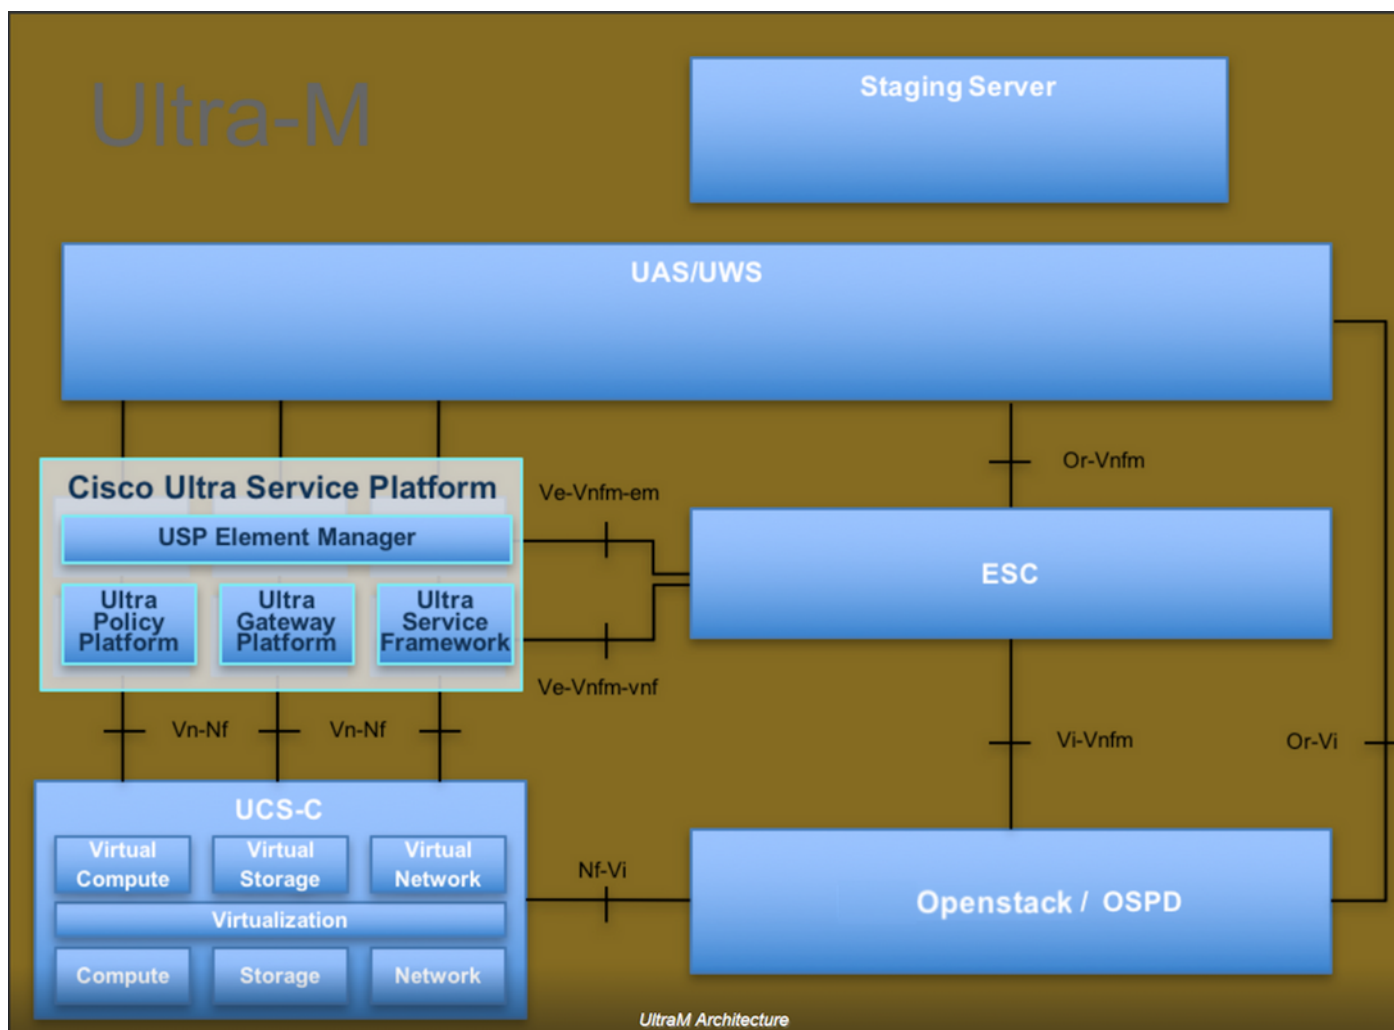 Ultra-M
Staging Server
UAS/UWS
Or-Vnfm
Cisco Ultra Service Platform
Ve-Vnfm-em
USP Element Manager
ESC
Ultra
Policy
Platform
Ultra
Gateway
Platform
Ultra
Service
Framework
Ve-Vnfm-vnf
Vn-Nf
Vn-Nf
Vi-Vnfm
Or-Vi
UCS-C
Virtual
Compute
Virtual
Storage
Virtual
Network
Nf-Vi
Openstack / OSPD
Virtualization
Compute
Storage
Network
UltraM Architecture